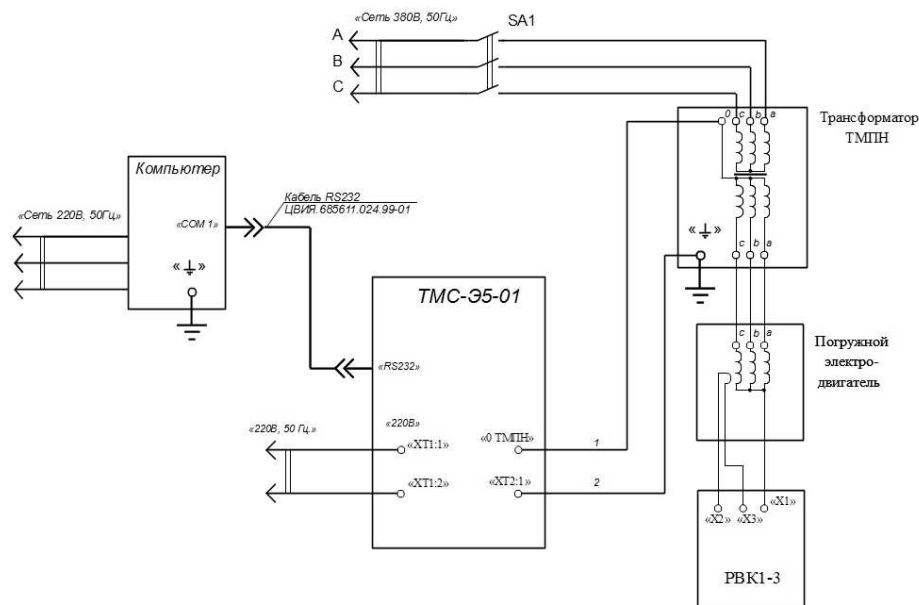 «Сеть 380В, 50Гц»
SA1
A
B
C
0 c b a
Трансформатор
ТМПН
Компьютер
Кабель RS232
ЦВИЯ.685611.024.99-01
«Сеть 220В, 50Гц»
«COM 1»
« »
« »
c b a
ТМС-Э5-01
c b a
Погружной
электро-
двигатель
«RS232»
«220В»
«220В, 50 Гц.»
«XT1:1»
«0 ТМПН»
1
«XT1:2»
«XT2:1»
2
«X1»
«X2»
«X3»
РВК1-3